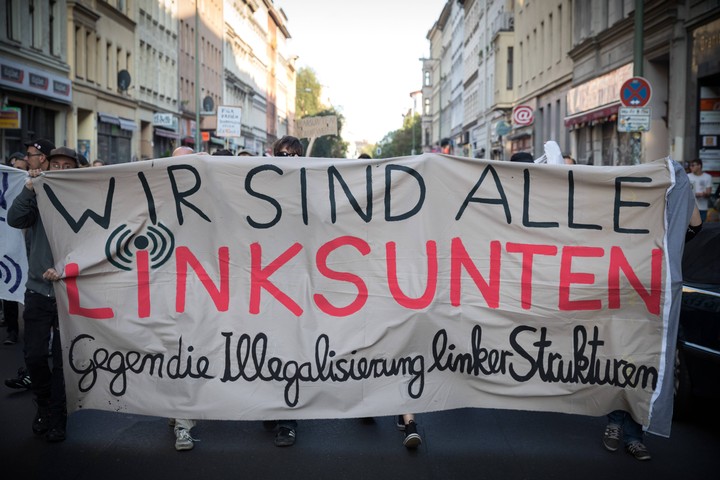 WIR SIND ALLE
LINKSUNTEN
Gegen die Illegalisierung linker Strukturen